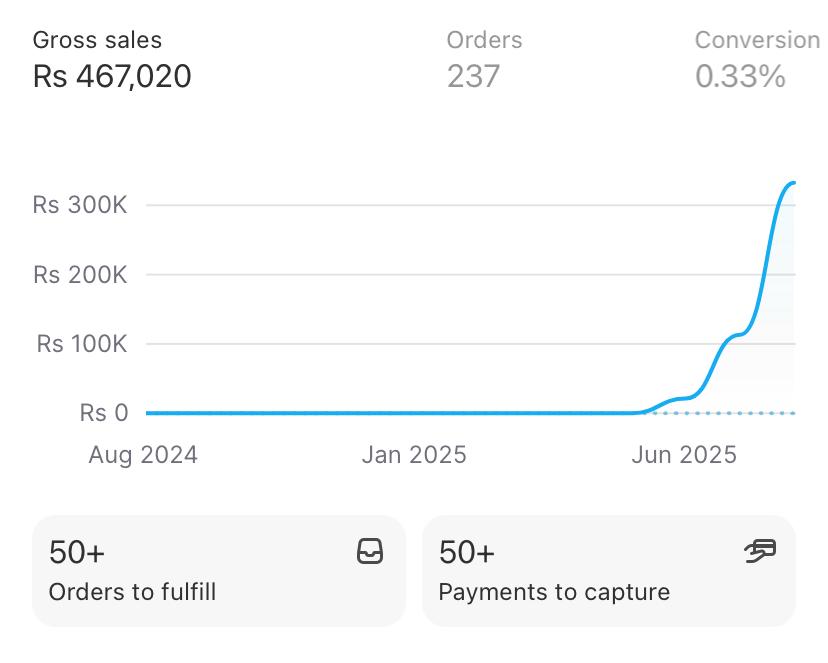 Gross sales Orders Conversion
Rs 467,020 237 0.33%
Rs 300K
Rs 200K
Rs 100K
Rs 0
Aug 2024 Jan 2025 Jun 2025
50+ 50+
Orders to fulfill Payments to capture